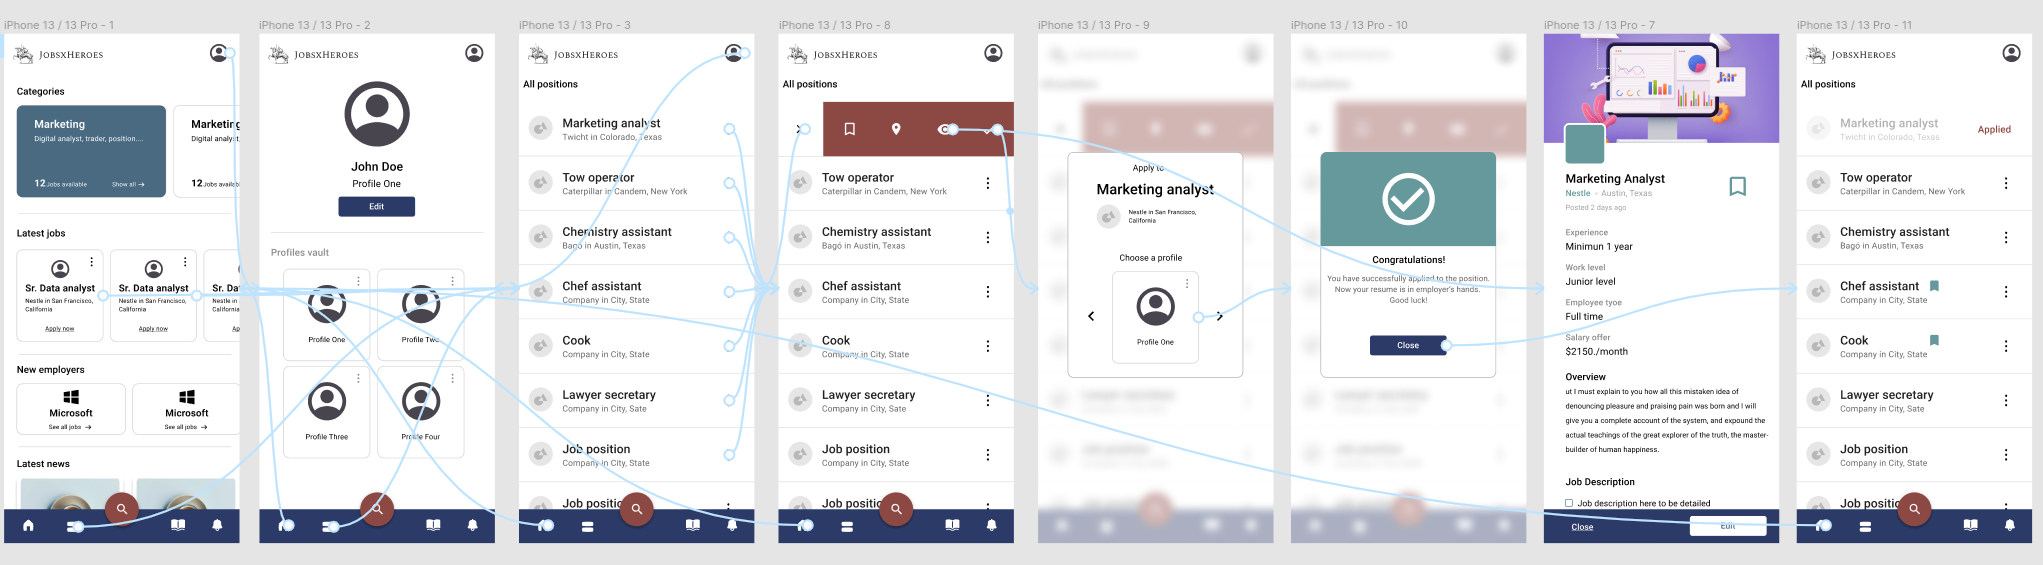 iPhone 13 / 13 Pro - 1
JOBSXHEROES
Categories
Marketing
Digital analyst, trader, position....
12 Jobs available
Show all →
Marketing
Digital analyst,
12 Jobs available
Latest jobs
Sr. Data analyst
Nestle in San Francisco,
California
Apply now
Sr. Data analyst
Nestle in San Francisco,
California
Apply now
Sr. Dat
Nestle in
California
Ap
New employers
Microsoft
See all jobs →
Microsoft
See all jobs →
Latest news
iPhone 13 / 13 Pro - 2
JOBSXHEROES
John Doe
Profile One
Edit
Profiles vault
Profile One
Profile Two
Profile Three
Profile Four
iPhone 13 / 13 Pro - 3
JOBSXHEROES
All positions
Marketing analyst
Twicht in Colorado, Texas
Tow operator
Caterpillar in Candem, New York
Chemistry assistant
Bagó in Austin, Texas
Chef assistant
Company in City, State
Cook
Company in City, State
Lawyer secretary
Company in City, Sate
Job position
Company in City, State
Job positio
iPhone 13 / 13 Pro - 8
JOBSXHEROES
All positions
Tow operator
Caterpillar in Candem, New York
Chemistry assistant
Bagó in Austin, Texas
Chef assistant
Company in City, State
Cook
Company in City, State
Lawyer secretary
Company in City, Sate
Job position
Company in City, State
Job positio
iPhone 13 / 13 Pro - 9
Apply to
Marketing analyst
Nestle in San Francisco,
California
Choose a profile
Profile One
iPhone 13 / 13 Pro - 10
Congratulations!
You have successfully applied to the position.
Now your resume is in employer's hands.
Good luck!
Close
iPhone 13 / 13 Pro - 7
Marketing Analyst
Nestle - Austin, Texas
Posted 2 days ago
Experience
Minimun 1 year
Work level
Junior level
Employee tyoe
Full time
Salary offer
$2150./month
Overview
ut I must explain to you how all this mistaken idea of
denouncing pleasure and praising pain was born and I will
give you a complete account of the system, and expound the
actual teachings of the great explorer of the truth, the master-
builder of human happiness.
Job Description
Job description here to be detailed
Close
Edit
iPhone 13 / 13 Pro - 11
JOBSXHEROES
All positions
Marketing analyst
Twicht in Colorado, Texas
Applied
Tow operator
Caterpillar in Candem, New York
Chemistry assistant
Bagó in Austin, Texas
Chef assistant
Company in City, State
Cook
Company in City, State
Lawyer secretary
Company in City, Sate
Job position
Company in City, State
Job positio